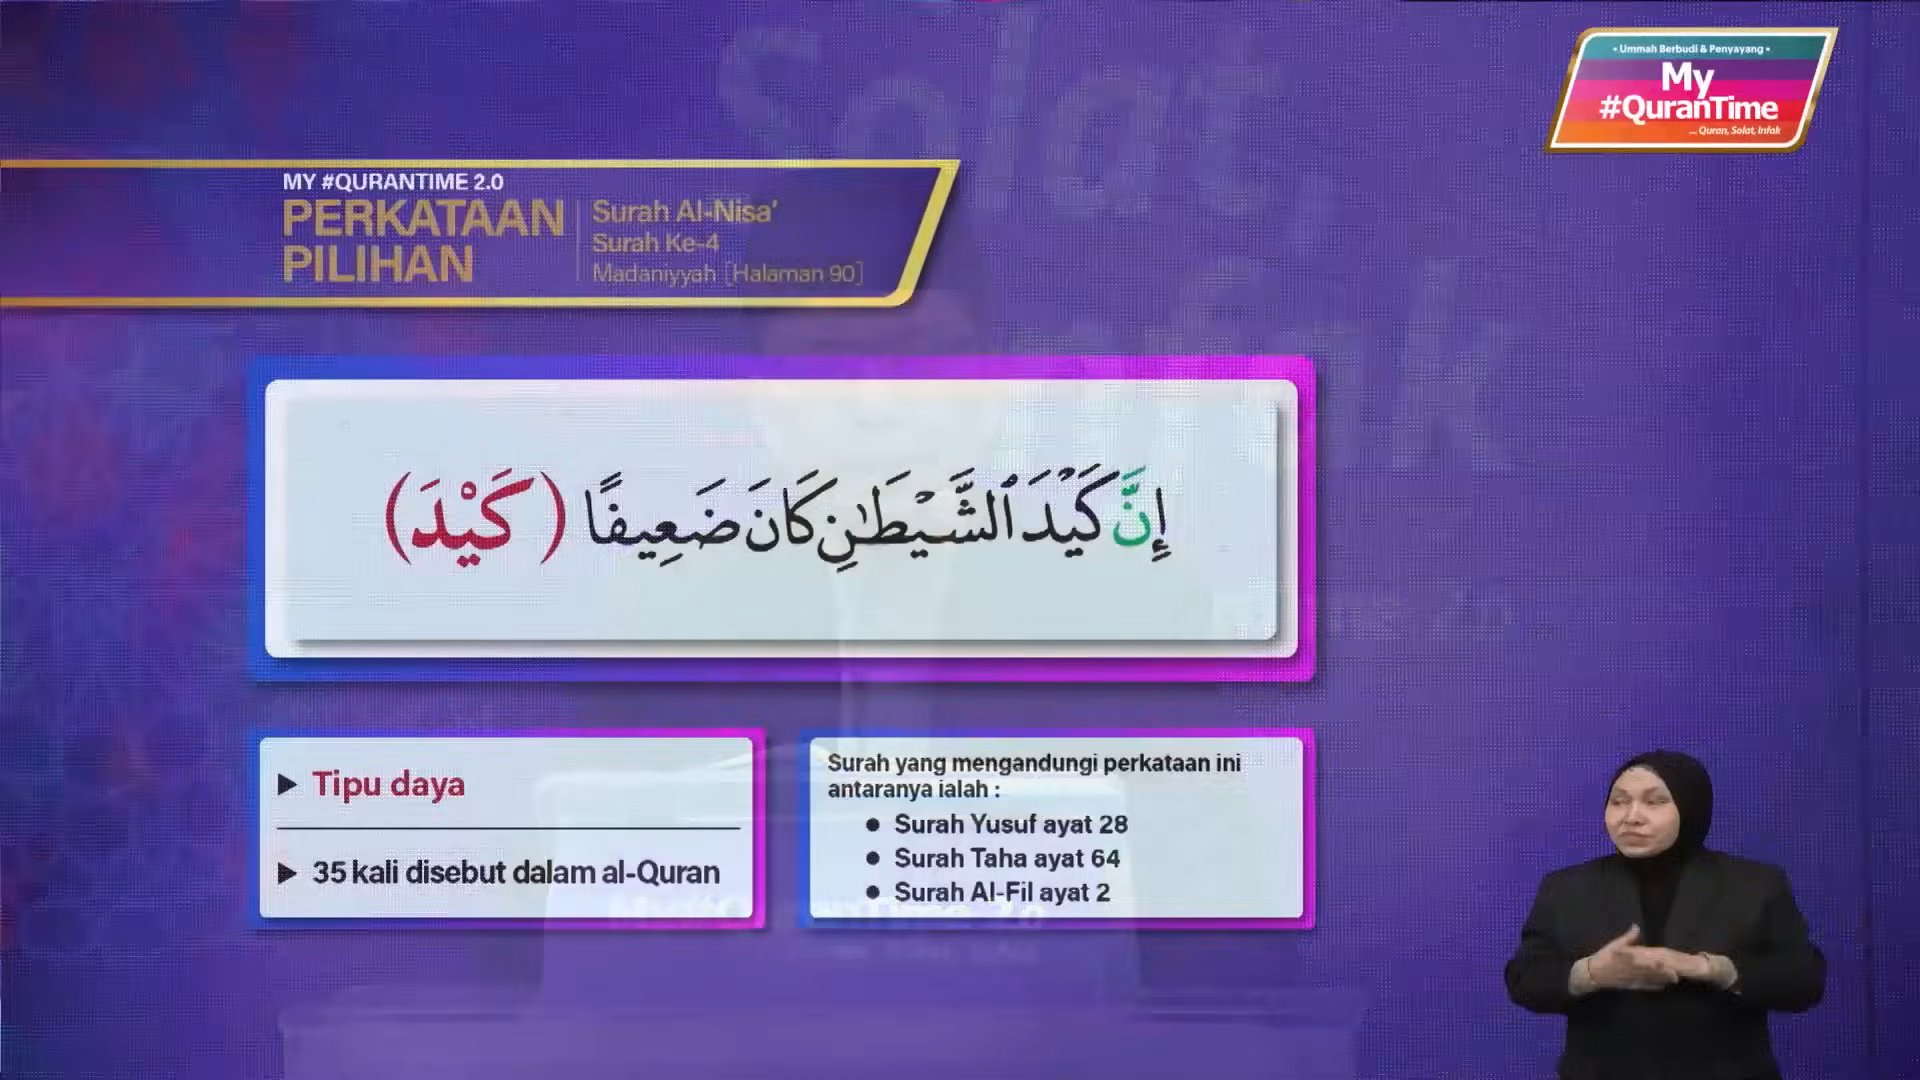 • Ummah Berbudi & Penyayang •
My
#QuranTime
... Quran, Solat, Infak
MY #QURANTIME 2.0
PERKATAAN
PILIHAN
Surah Al-Nisa'
Surah Ke-4
Madaniyyah [Halaman 90]
إِنَّ كَيْدَ ٱلشَّيْطَـٰنِ كَانَ ضَعِيفًا (كَيْدَ)
Tipu daya
35 kali disebut dalam al-Quran
Surah yang mengandungi perkataan ini
antaranya ialah :
Surah Yusuf ayat 28
Surah Taha ayat 64
Surah Al-Fil ayat 2